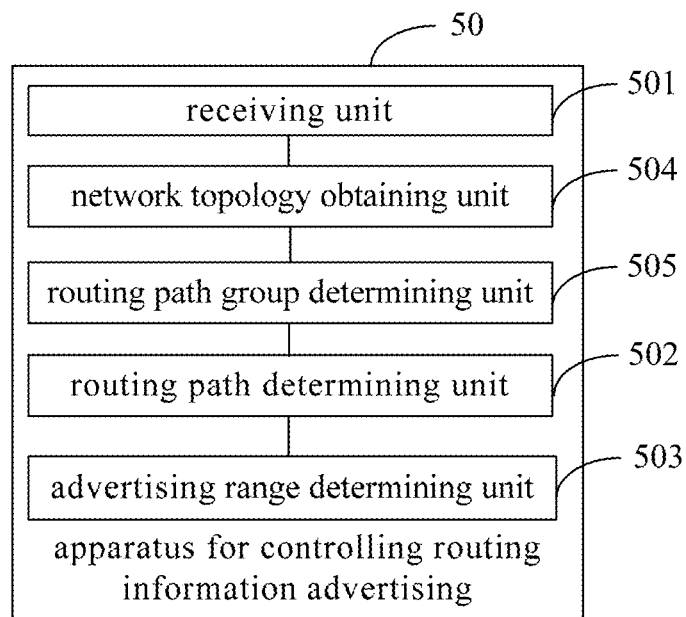 50
receiving unit
501
network topology obtaining unit
504
routing path group determining unit
505
routing path determining unit
502
advertising range determining unit
503
apparatus for controlling routing
information advertising